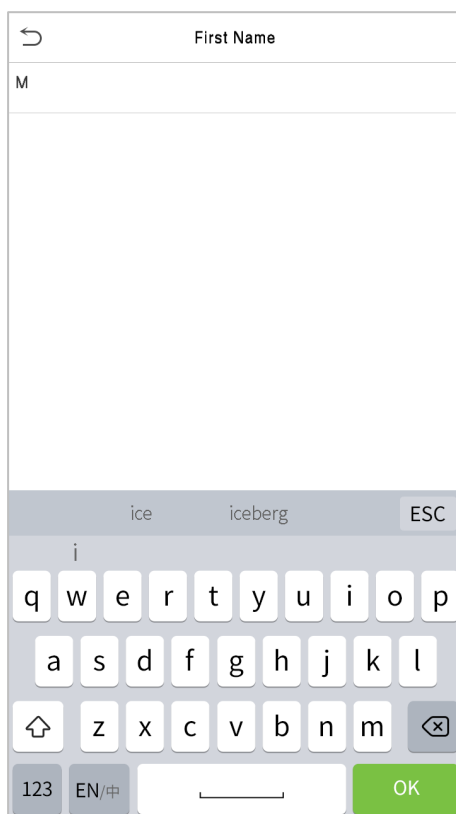 First Name
M
ice iceberg ESC
i
q w e r t y u i o p
a s d f g h j k l
z x c v b n m
123 EN/中 OK